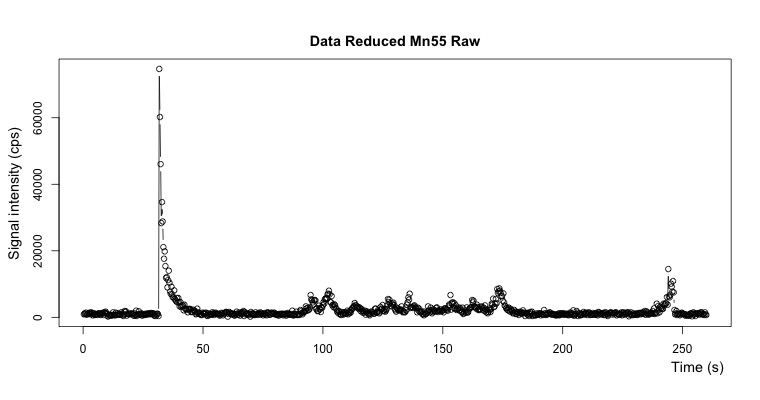 Data Reduced Mn55 Raw
Signal intensity (cps)
60000
40000
20000
0
0 50 100 150 200 250
Time (s)